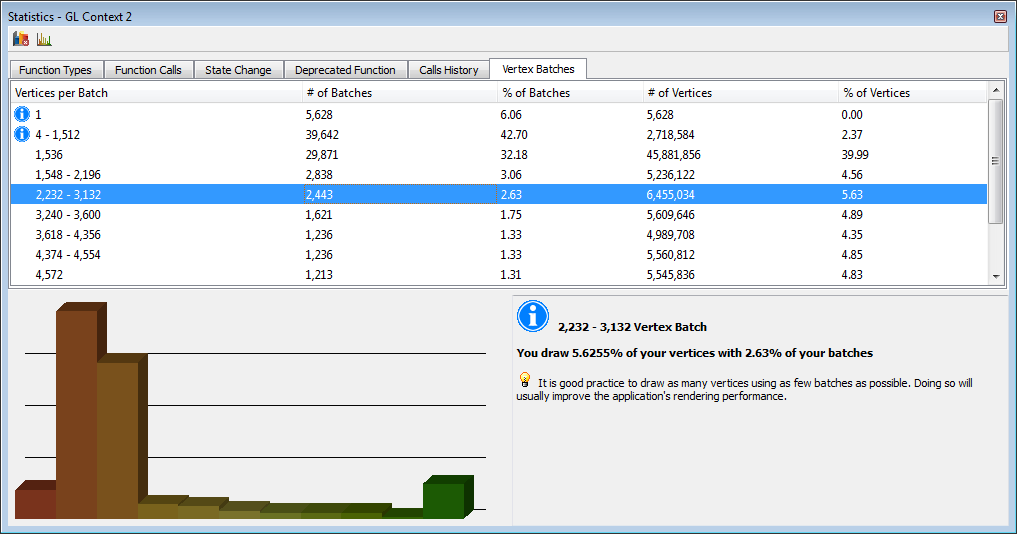 Statistics - GL Context 2
Function Types Function Calls State Change Deprecated Function Calls History Vertex Batches
Vertices per Batch # of Batches % of Batches # of Vertices % of Vertices
1 5,628 6.06 5,628 0.00
4 - 1,512 39,642 42.70 2,718,584 2.37
1,536 29,871 32.18 45,881,856 39.99
1,548 - 2,196 2,838 3.06 5,236,122 4.56
2,232 - 3,132 2,443 2.63 6,455,034 5.63
3,240 - 3,600 1,621 1.75 5,609,646 4.89
3,618 - 4,356 1,236 1.33 4,989,708 4.35
4,374 - 4,554 1,236 1.33 5,560,812 4.85
4,572 1,213 1.31 5,545,836 4.83
2,232 - 3,132 Vertex Batch
You draw 5.6255% of your vertices with 2.63% of your batches
It is good practice to draw as many vertices using as few batches as possible. Doing so will
usually improve the application's rendering performance.